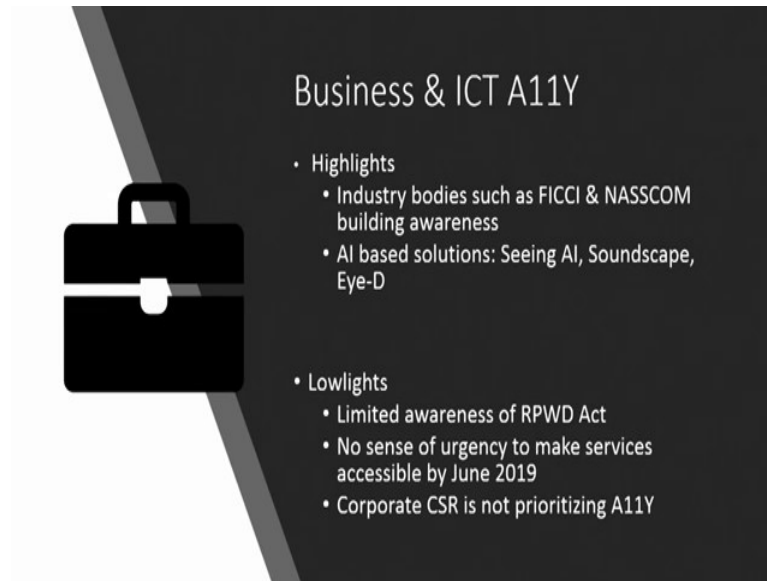 Business & ICT A11Y
• Highlights
• Industry bodies such as FICCI & NASSCOM
building awareness
• AI based solutions: Seeing AI, Soundscape,
Eye-D
• Lowlights
• Limited awareness of RPWD Act
• No sense of urgency to make services
accessible by June 2019
• Corporate CSR is not prioritizing A11Y